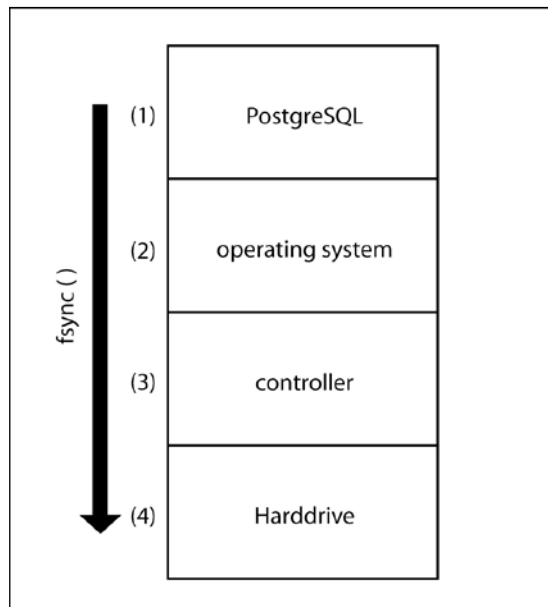 (1) PostgreSQL
(2) operating system
fsync ( )
(3) controller
(4) Harddrive